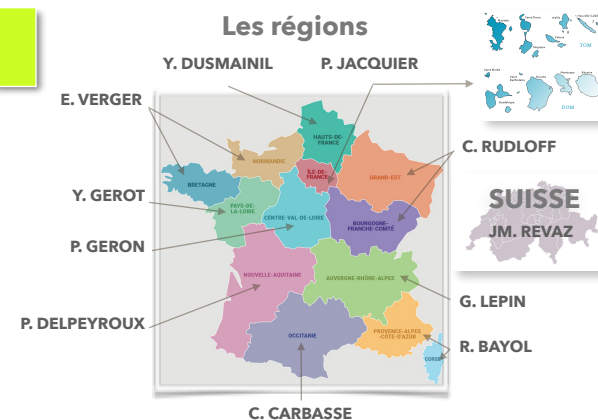 Les régions
Y. DUSMAINIL
P. JACQUIER
E. VERGER
C. RUDLOFF
Y. GEROT
P. GERON
P. DELPEYROUX
C. CARBASSE
G. LEPIN
R. BAYOL
SUISSE
JM. REVAZ
HAUTS-DE-
FRANCE
NORMANDIE
ÎLE-DE-
FRANCE
GRAND-EST
BRETAGNE
PAYS-DE-
LA-LOIRE
CENTRE-VAL-DE-LOIRE
BOURGOGNE-
FRANCHE-COMTÉ
NOUVELLE-AQUITAINE
AUVERGNE-RHÔNE-ALPES
OCCITANIE
PROVENCE-ALPES
-CÔTE-D'AZUR
CORSE
TOM
DOM